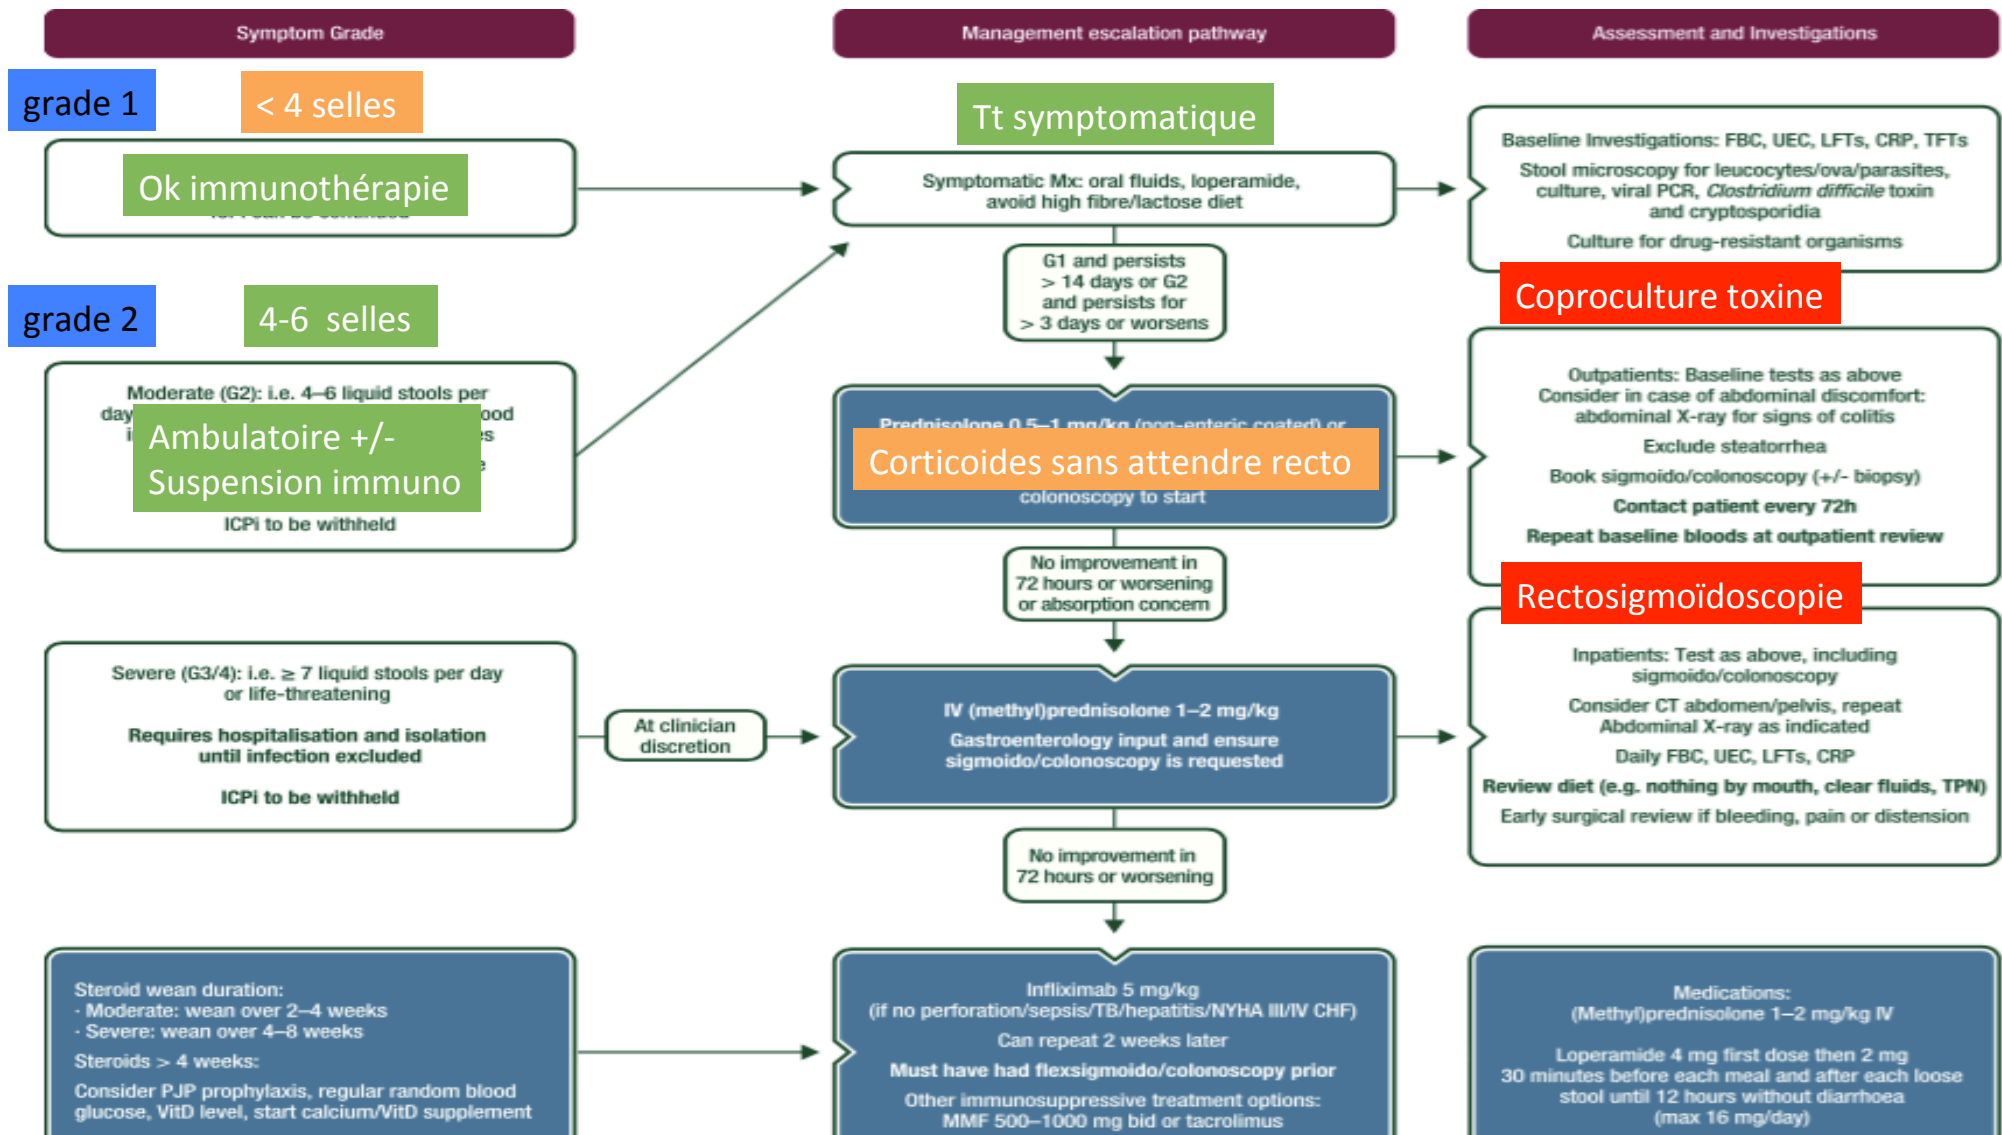 Symptom Grade
Management escalation pathway
Assessment and Investigations
grade 1
< 4 selles
Ok immunothérapie
Tt symptomatique
Symptomatic Mx: oral fluids, loperamide,
avoid high fibre/lactose diet
Baseline Investigations: FBC, UEC, LFTs, CRP, TFTs
Stool microscopy for leucocytes/ova/parasites,
culture, viral PCR, Clostridium difficile toxin
and cryptosporidia
Culture for drug-resistant organisms
G1 and persists
> 14 days or G2
and persists for
> 3 days or worsens
grade 2
4-6 selles
Moderate (G2): i.e. 4–6 liquid stools per
day
Ambulatoire +/-
Suspension immuno
ICPi to be withheld
Prednisolone 0.5–1 mg/kg (non-enteric coated) or
Corticoides sans attendre recto
colonoscopy to start
Coproculture toxine
Outpatients: Baseline tests as above
Consider in case of abdominal discomfort:
abdominal X-ray for signs of colitis
Exclude steatorrhea
Book sigmoido/colonoscopy (+/- biopsy)
Contact patient every 72h
Repeat baseline bloods at outpatient review
No improvement in
72 hours or worsening
or absorption concern
Rectosigmoïdoscopie
Severe (G3/4): i.e. ≥ 7 liquid stools per day
or life-threatening
Requires hospitalisation and isolation
until infection excluded
ICPi to be withheld
At clinician
discretion
IV (methyl)prednisolone 1–2 mg/kg
Gastroenterology input and ensure
sigmoido/colonoscopy is requested
Inpatients: Test as above, including
sigmoido/colonoscopy
Consider CT abdomen/pelvis, repeat
Abdominal X-ray as indicated
Daily FBC, UEC, LFTs, CRP
Review diet (e.g. nothing by mouth, clear fluids, TPN)
Early surgical review if bleeding, pain or distension
No improvement in
72 hours or worsening
Steroid wean duration:
- Moderate: wean over 2–4 weeks
- Severe: wean over 4–8 weeks
Steroids > 4 weeks:
Consider PJP prophylaxis, regular random blood
glucose, VitD level, start calcium/VitD supplement
Infliximab 5 mg/kg
(if no perforation/sepsis/TB/hepatitis/NYHA III/IV CHF)
Can repeat 2 weeks later
Must have had flexsigmoido/colonoscopy prior
Other immunosuppressive treatment options:
MMF 500–1000 mg bid or tacrolimus
Medications:
(Methyl)prednisolone 1–2 mg/kg IV
Loperamide 4 mg first dose then 2 mg
30 minutes before each meal and after each loose
stool until 12 hours without diarrhoea
(max 16 mg/day)